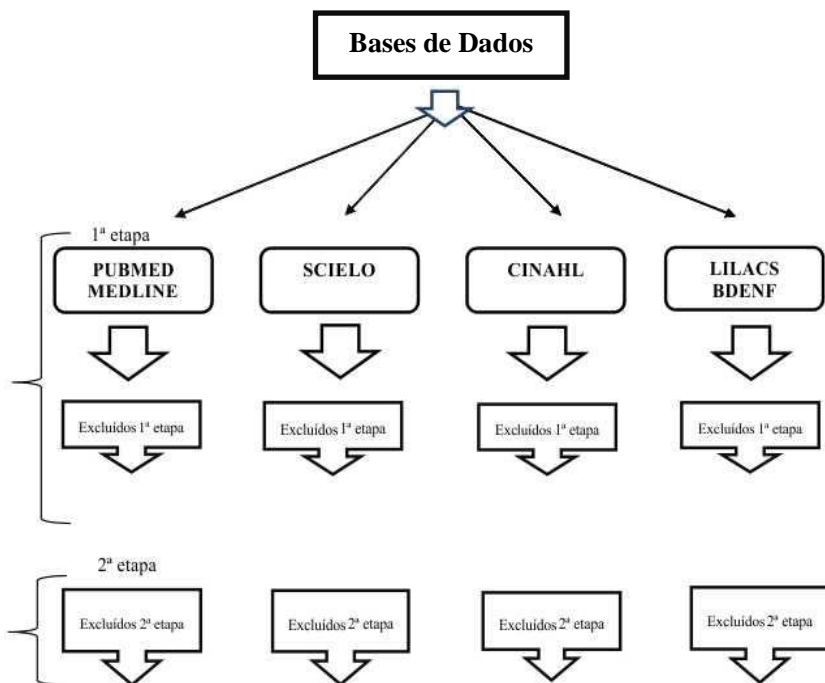 Bases de Dados
1ª etapa
PUBMED
MEDLINE
SCIELO
CINAHL
LILACS
BDENF
Excluídos 1ª etapa
Excluídos 1ª etapa
Excluídos 1ª etapa
Excluídos 1ª etapa
2ª etapa
Excluídos 2ª etapa
Excluídos 2ª etapa
Excluídos 2ª etapa
Excluídos 2ª etapa